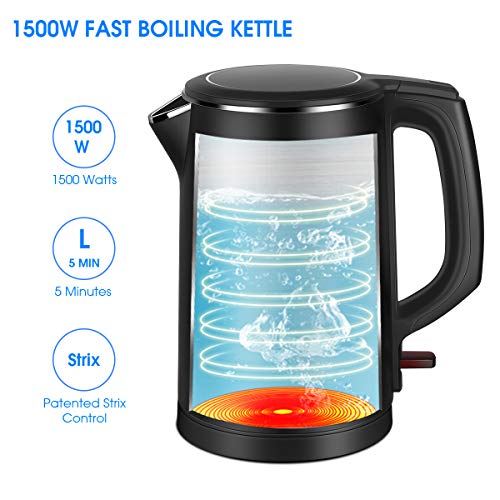 1500W FAST BOILING KETTLE
1500
W
1500 Watts
L
5 MIN
5 Minutes
Strix
Patented Strix
Control